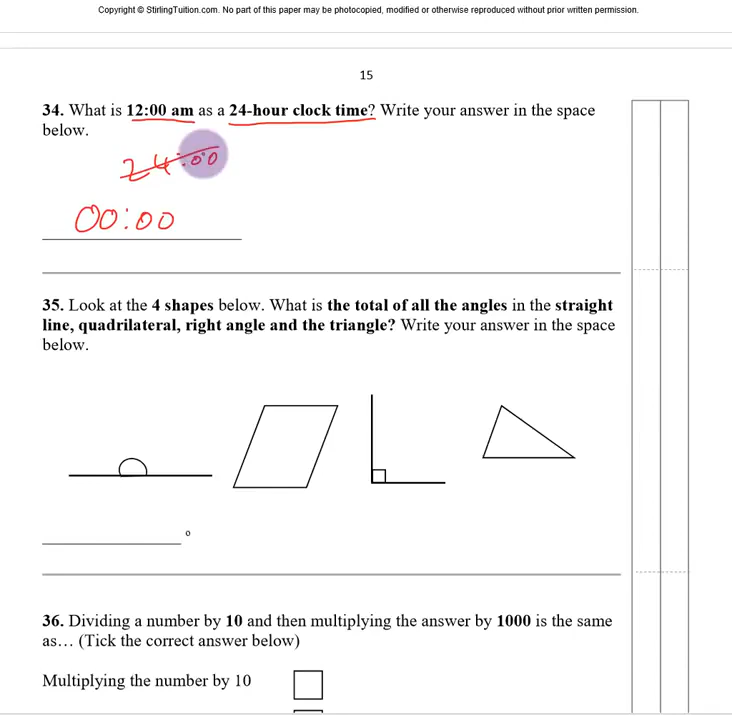 Copyright © StirlingTuition.com. No part of this paper may be photocopied, modified or otherwise reproduced without prior written permission.
15
34. What is 12:00 am as a 24-hour clock time? Write your answer in the space
below.
24:00
00:00
35. Look at the 4 shapes below. What is the total of all the angles in the straight
line, quadrilateral, right angle and the triangle? Write your answer in the space
below.
o
36. Dividing a number by 10 and then multiplying the answer by 1000 is the same
as… (Tick the correct answer below)
Multiplying the number by 10